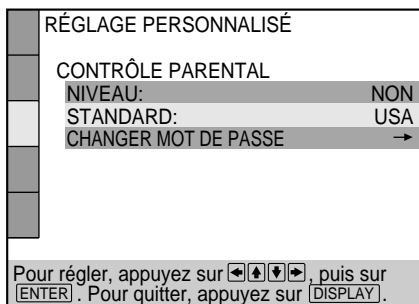 RÉGLAGE PERSONNALISÉ
CONTRÔLE PARENTAL
NIVEAU: NON
STANDARD: USA
CHANGER MOT DE PASSE →
Pour régler, appuyez sur ←↑↓→, puis sur
ENTER. Pour quitter, appuyez sur DISPLAY.